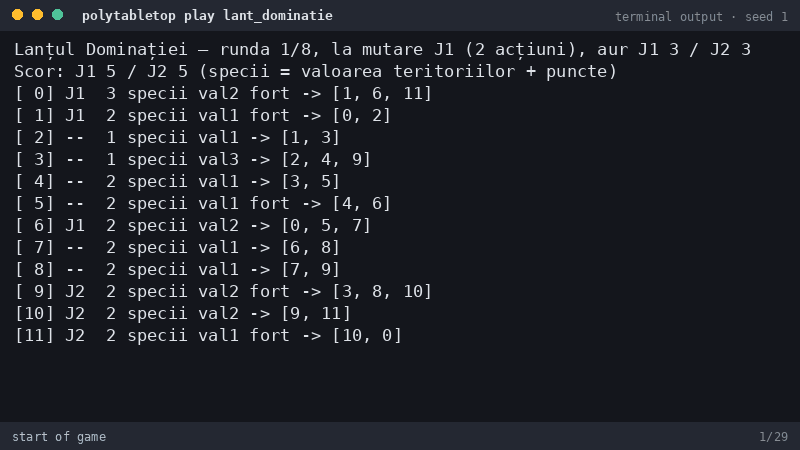 polytabletop play lant_dominatie
terminal output · seed 1
Lanțul Dominației — runda 1/8, la mutare J1 (2 acțiuni), aur J1 3 / J2 3
Scor: J1 5 / J2 5 (specii = valoarea teritoriilor + puncte)
[ 0] J1  3 specii val2 fort -> [1, 6, 11]
[ 1] J1  2 specii val1 fort -> [0, 2]
[ 2] --  1 specii val1 -> [1, 3]
[ 3] --  1 specii val3 -> [2, 4, 9]
[ 4] --  2 specii val1 -> [3, 5]
[ 5] --  2 specii val1 fort -> [4, 6]
[ 6] J1  2 specii val2 -> [0, 5, 7]
[ 7] --  2 specii val1 -> [6, 8]
[ 8] --  2 specii val1 -> [7, 9]
[ 9] J2  2 specii val2 fort -> [3, 8, 10]
[10] J2  2 specii val2 -> [9, 11]
[11] J2  2 specii val1 fort -> [10, 0]
start of game
1/29